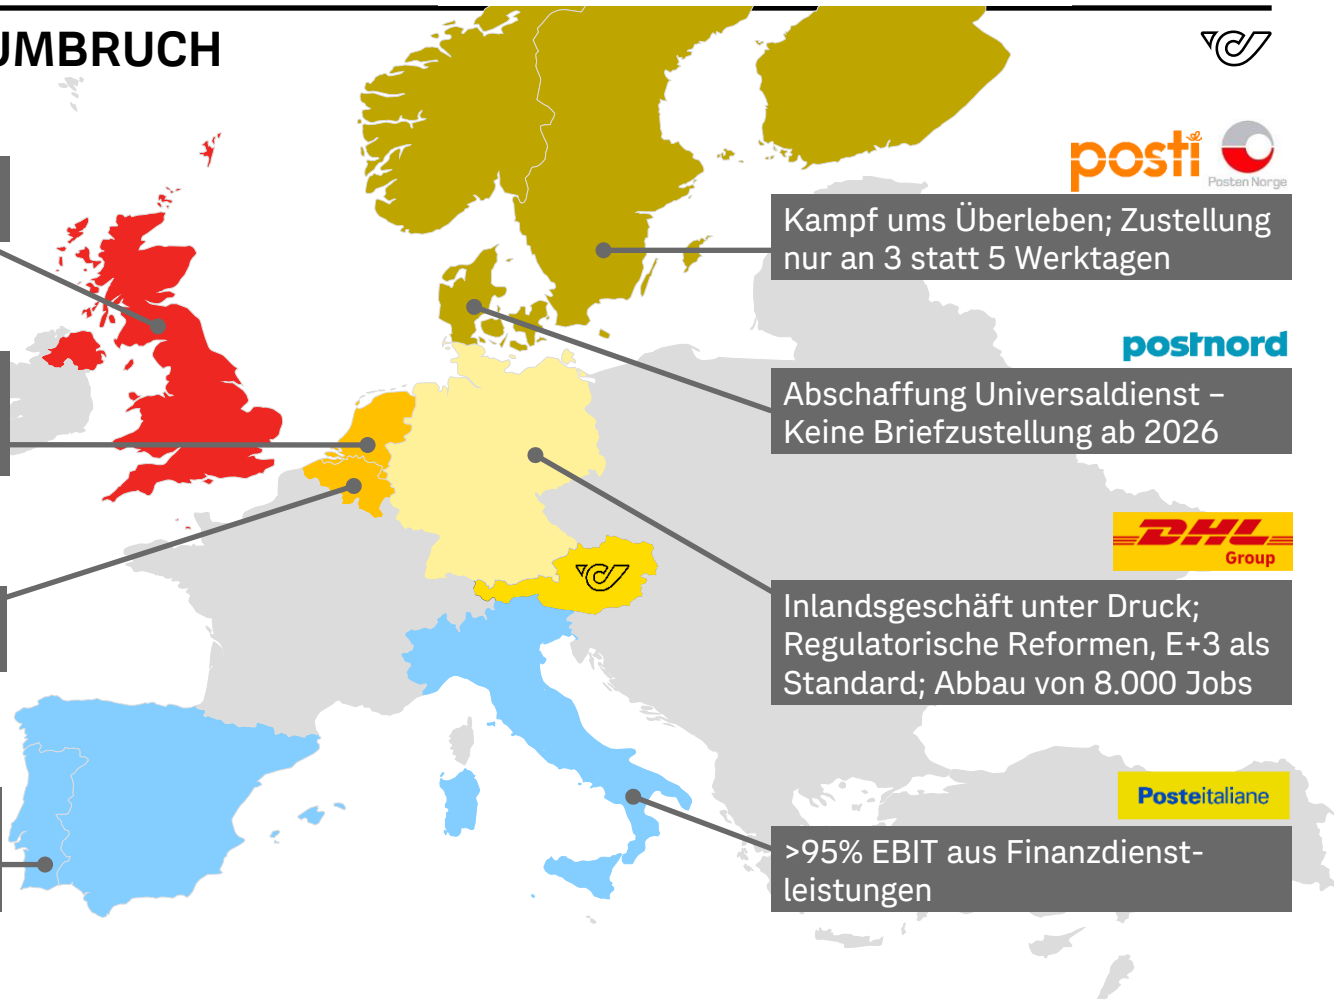 UMBRUCH
posti
Posten Norge
Kampf ums Überleben; Zustellung
nur an 3 statt 5 Werktagen
postnord
Abschaffung Universaldienst –
Keine Briefzustellung ab 2026
DHL
Group
Inlandsgeschäft unter Druck;
Regulatorische Reformen, E+3 als
Standard; Abbau von 8.000 Jobs
Posteitaliane
>95% EBIT aus Finanzdienst-
leistungen